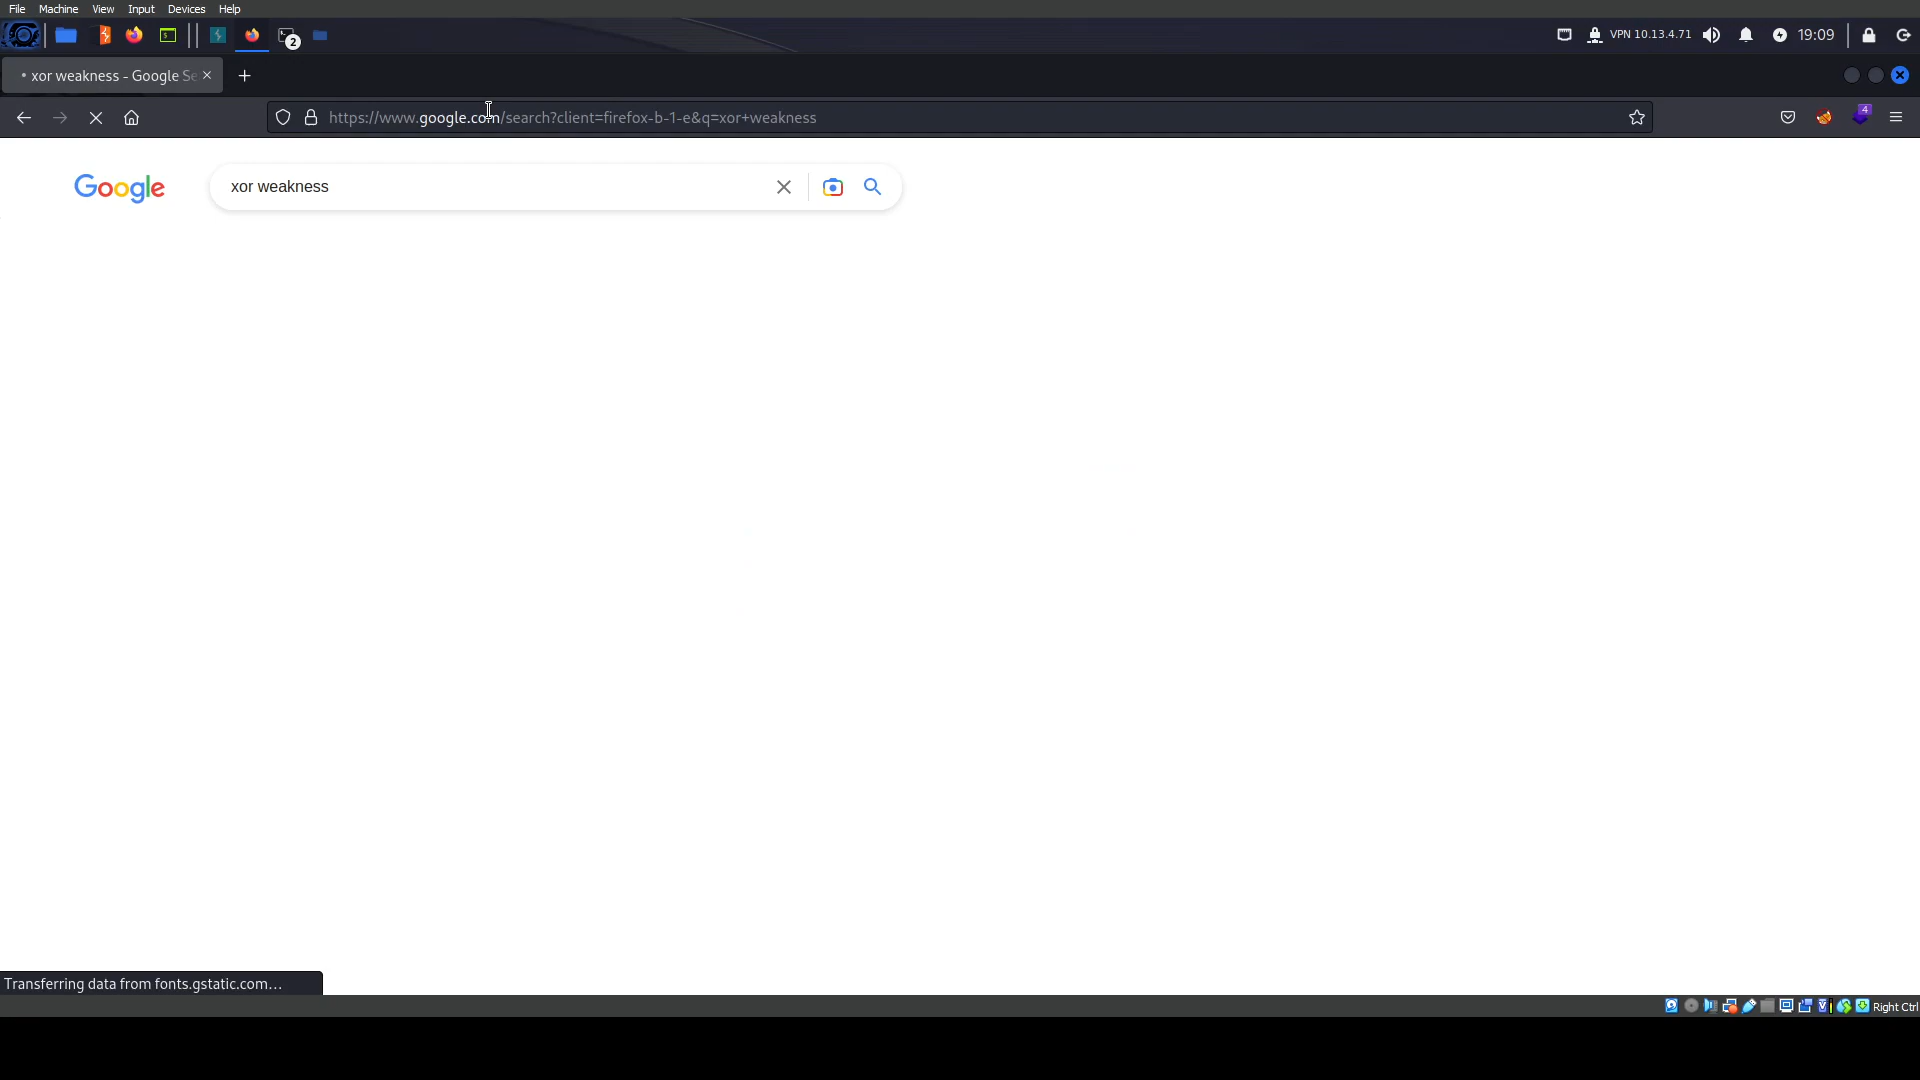 File Machine View Input Devices Help
2
VPN 10.13.4.71
19:09
xor weakness - Google Se
https://www.google.com/search?client=firefox-b-1-e&q=xor+weakness
4
Google
xor weakness
Transferring data from fonts.gstatic.com...
Right Ctrl